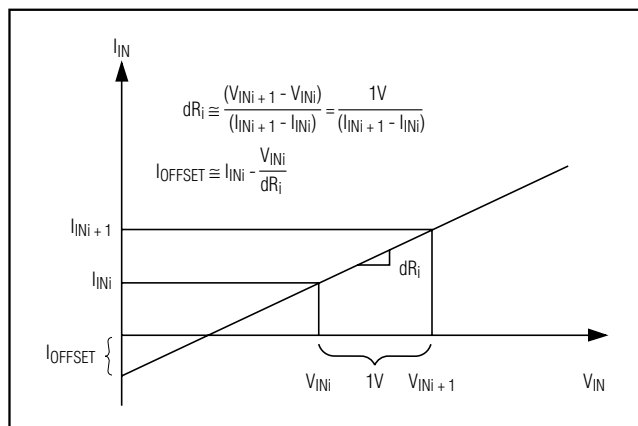 I_IN
dR_i ≅ (V_INi + 1 - V_INi) / (I_INi + 1 - I_INi) = 1V / (I_INi + 1 - I_INi)
I_OFFSET ≅ I_INi - V_INi / dR_i
I_INi + 1
I_INi
dR_i
I_OFFSET
V_INi 1V V_INi + 1 V_IN